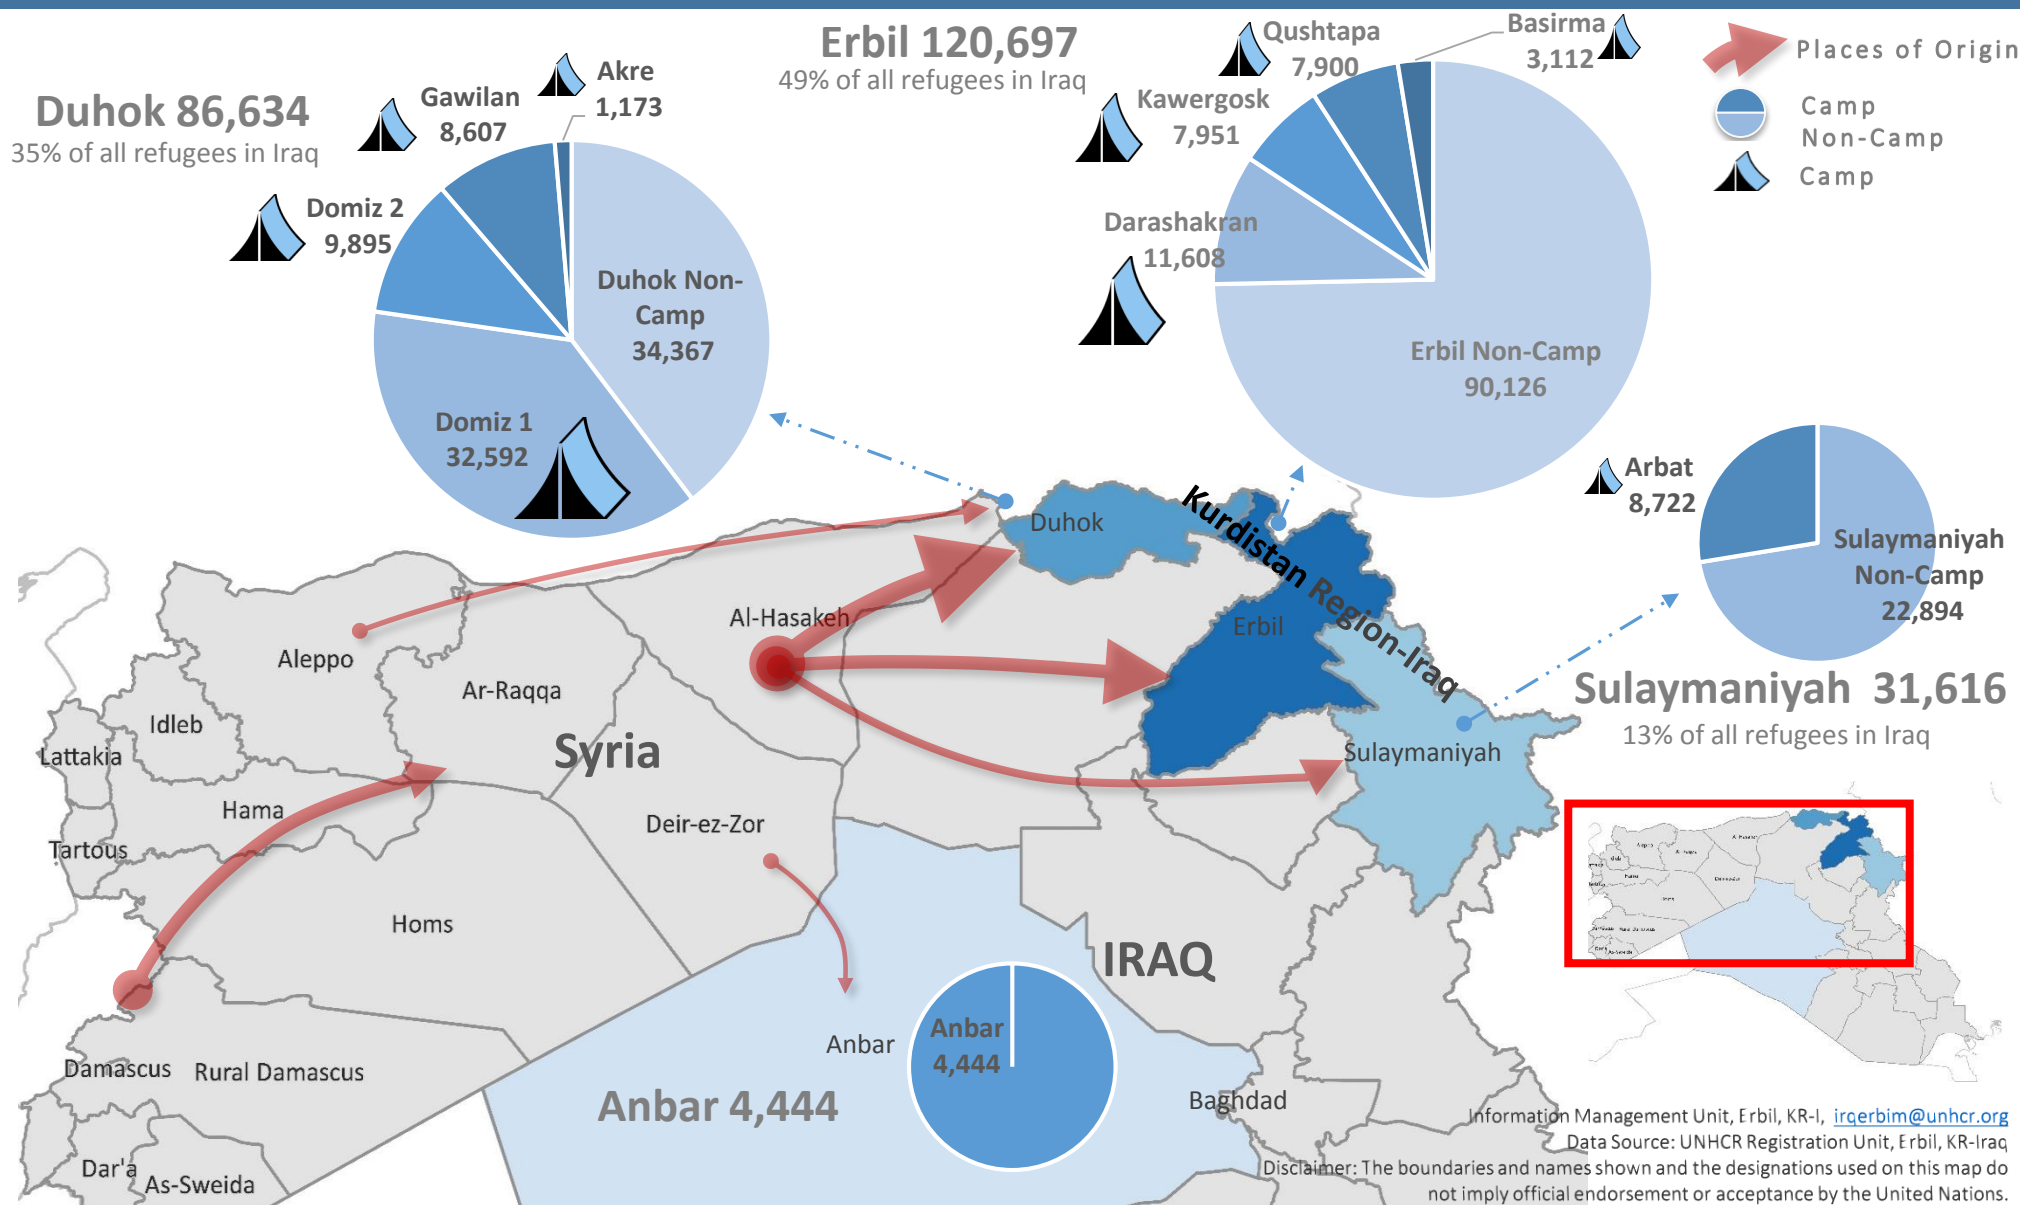 Duhok 86,634
35% of all refugees in Iraq
Gawilan
8,607
Akre
1,173
Domiz 2
9,895
Duhok Non-
Camp
34,367
Domiz 1
32,592
Erbil 120,697
49% of all refugees in Iraq
Qushtapa
7,900
Basirma
3,112
Kawergosk
7,951
Darashakran
11,608
Erbil Non-Camp
90,126
Places of Origin
Camp
Non-Camp
Camp
Arbat
8,722
Sulaymaniyah
Non-Camp
22,894
Sulaymaniyah 31,616
13% of all refugees in Iraq
Kurdistan Region-Iraq
Duhok
Erbil
Sulaymaniyah
Al-Hasakeh
Aleppo
Ar-Raqqa
Idleb
Lattakia
Syria
Hama
Deir-ez-Zor
Tartous
Homs
IRAQ
Anbar
4,444
Anbar
Damascus
Rural Damascus
Anbar 4,444
Baghdad
Dar'a
As-Sweida
Information Management Unit, Erbil, KR-I, irqerbim@unhcr.org
Data Source: UNHCR Registration Unit, Erbil, KR-Iraq
Disclaimer: The boundaries and names shown and the designations used on this map do
not imply official endorsement or acceptance by the United Nations.